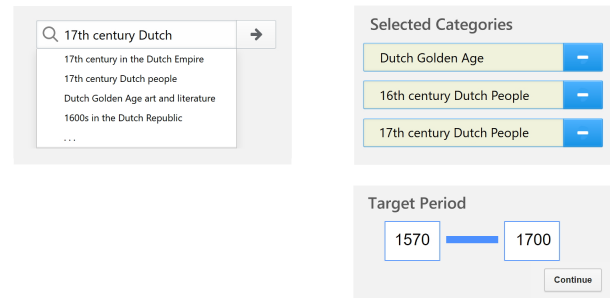 17th century Dutch
17th century in the Dutch Empire
17th century Dutch people
Dutch Golden Age art and literature
1600s in the Dutch Republic
. . .
Selected Categories
Dutch Golden Age
16th century Dutch People
17th century Dutch People
Target Period
1570 1700
Continue